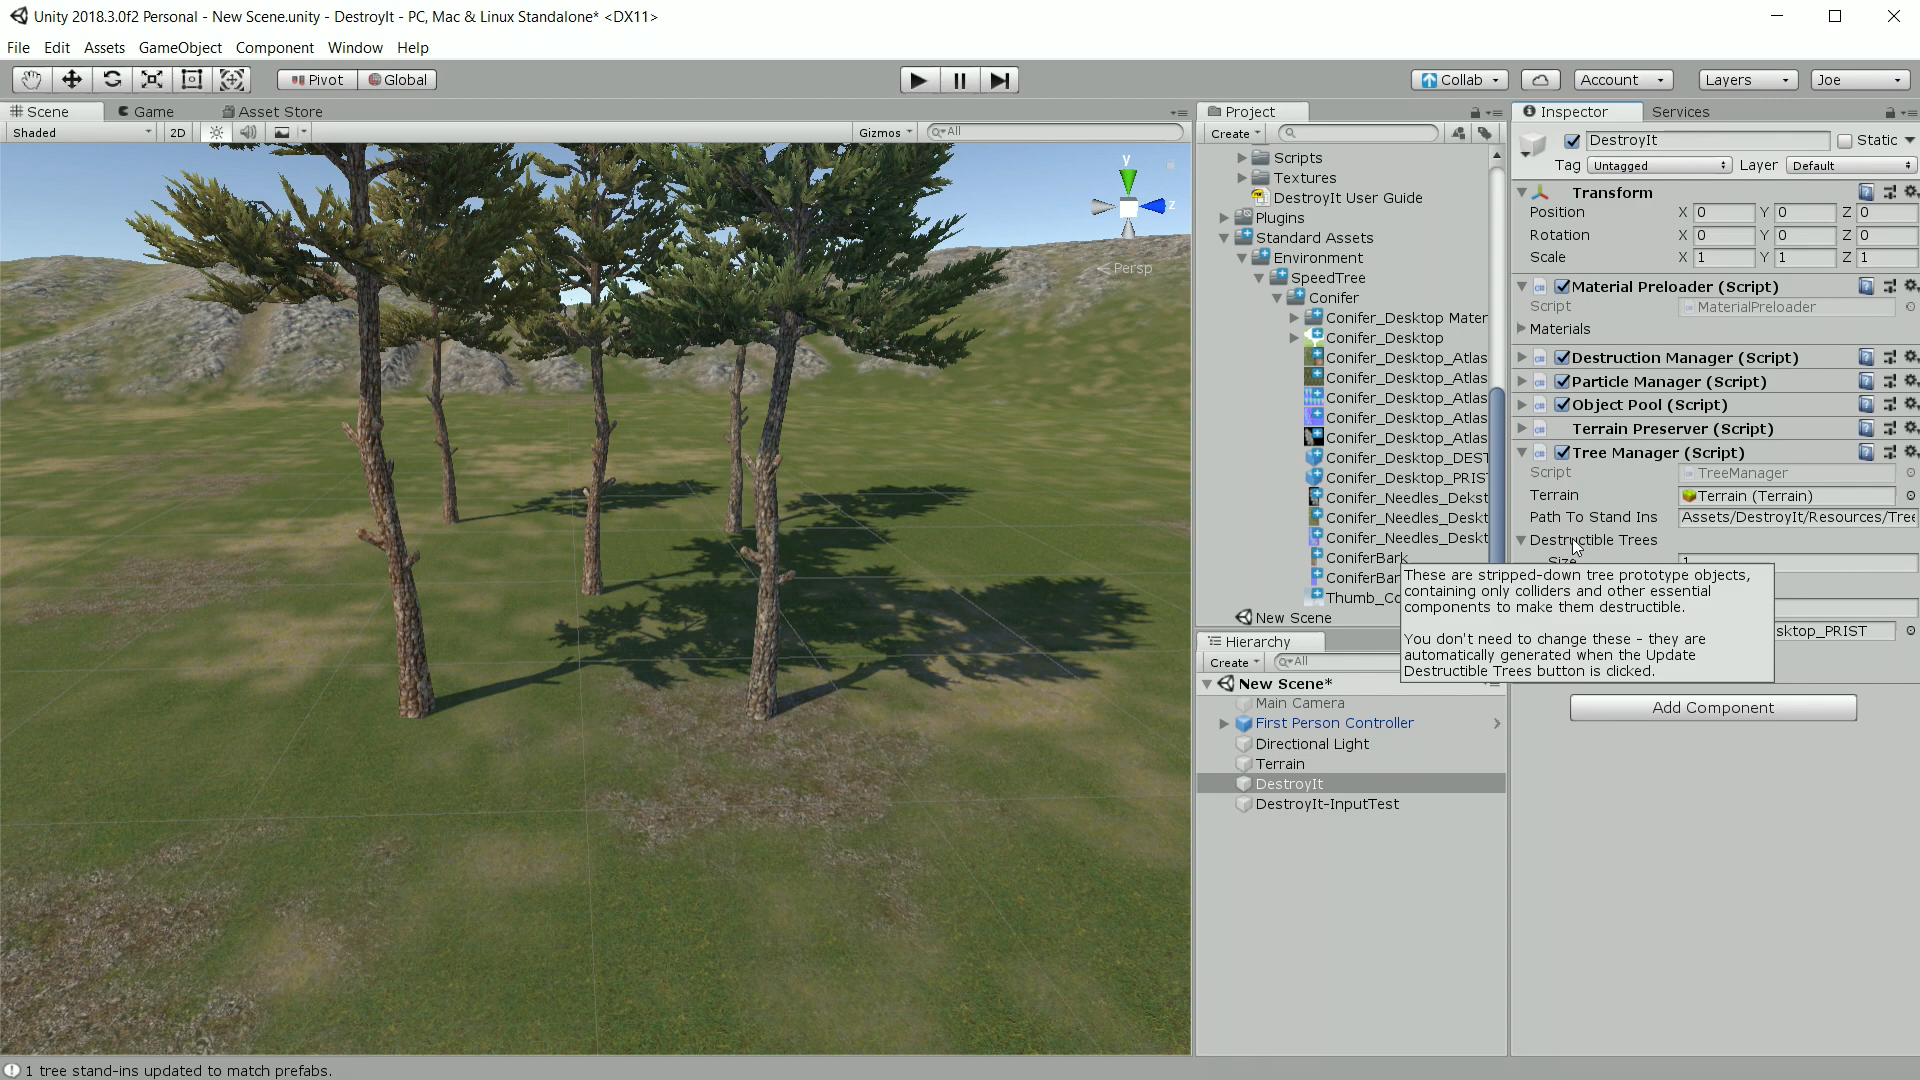 Unity 2018.3.0f2 Personal - New Scene.unity - DestroyIt - PC, Mac & Linux Standalone* <DX11>
File Edit Assets GameObject Component Window Help
Pivot Global
Collab Account Layers Joe
Scene Game Asset Store
Shaded 2D Gizmos All
y
z
Persp
Project
Create
Scripts
Textures
DestroyIt User Guide
Plugins
Standard Assets
Environment
SpeedTree
Conifer
Conifer_Desktop Mater
Conifer_Desktop
Conifer_Desktop_Atlas
Conifer_Desktop_Atlas
Conifer_Desktop_Atlas
Conifer_Desktop_Atlas
Conifer_Desktop_Atlas
Conifer_Desktop_DEST
Conifer_Desktop_PRIST
Conifer_Needles_Dekst
Conifer_Needles_Deskt
Conifer_Needles_Deskt
ConiferBark
ConiferBar
Thumb_Co
New Scene
Hierarchy
Create All
New Scene*
Main Camera
First Person Controller
Directional Light
Terrain
DestroyIt
DestroyIt-InputTest
Inspector Services
DestroyIt Static
Tag Untagged Layer Default
Transform
Position X 0 Y 0 Z 0
Rotation X 0 Y 0 Z 0
Scale X 1 Y 1 Z 1
Material Preloader (Script)
Script MaterialPreloader
Materials
Destruction Manager (Script)
Particle Manager (Script)
Object Pool (Script)
Terrain Preserver (Script)
Tree Manager (Script)
Script TreeManager
Terrain Terrain (Terrain)
Path To Stand Ins Assets/DestroyIt/Resources/Tree
Destructible Trees
Size 1
These are stripped-down tree prototype objects,
containing only colliders and other essential
components to make them destructible.
You don't need to change these - they are
automatically generated when the Update
Destructible Trees button is clicked.
sktop_PRIST
Add Component
1 tree stand-ins updated to match prefabs.